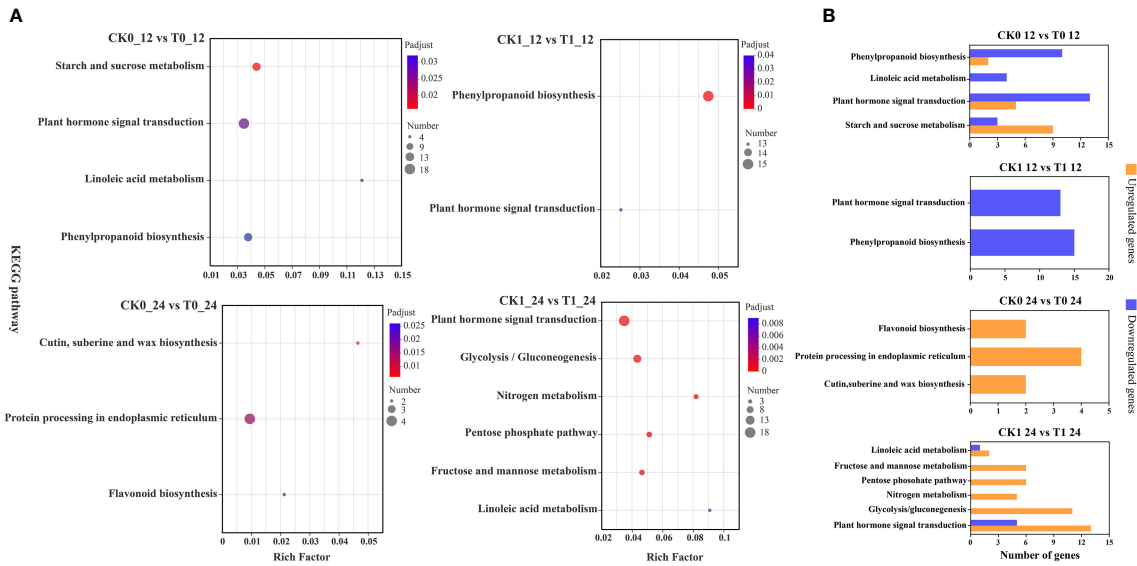 A
CK0_12 vs T0_12
Starch and sucrose metabolism
Plant hormone signal transduction
Linoleic acid metabolism
Phenylpropanoid biosynthesis
0.01 0.03 0.05 0.07 0.09 0.11 0.13 0.15
Padjust
0.03
0.025
0.02
Number
4
9
13
18
CK1_12 vs T1_12
Phenylpropanoid biosynthesis
Plant hormone signal transduction
0.02 0.03 0.04 0.05
Padjust
0.04
0.03
0.02
0.01
0
Number
13
14
15
KEGG pathway
CK0_24 vs T0_24
Cutin, suberine and wax biosynthesis
Protein processing in endoplasmic reticulum
Flavonoid biosynthesis
0 0.01 0.02 0.03 0.04 0.05
Rich Factor
Padjust
0.025
0.02
0.015
0.01
Number
2
3
4
CK1_24 vs T1_24
Plant hormone signal transduction
Glycolysis / Gluconeogenesis
Nitrogen metabolism
Pentose phosphate pathway
Fructose and mannose metabolism
Linoleic acid metabolism
0.02 0.04 0.06 0.08 0.1
Rich Factor
Padjust
0.008
0.006
0.004
0.002
0
Number
3
8
13
18
B
CK0 12 vs T0 12
Phenylpropanoid biosynthesis
Linoleic acid metabolism
Plant hormone signal transduction
Starch and sucrose metabolism
0 3 6 9 12 15
CK1 12 vs T1 12
Plant hormone signal transduction
Phenylpropanoid biosynthesis
0 5 10 15 20
CK0 24 vs T0 24
Flavonoid biosynthesis
Protein processing in endoplasmic reticulum
Cutin,suberine and wax biosynthesis
0 1 2 3 4 5
CK1 24 vs T1 24
Linoleic acid metabolism
Fructose and mannose metabolism
Pentose phosohate pathway
Nitrogen metabolism
Glycolysis/gluconegenesis
Plant hormone signal transduction
0 3 6 9 12 15
Number of genes
Upregulated genes
Downregulated genes